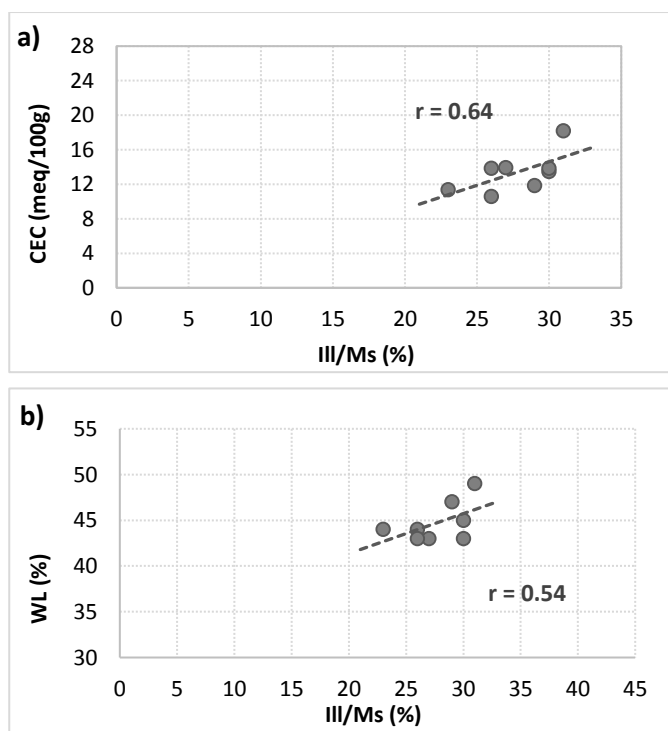 a)
28
24
20
16
12
8
4
0
CEC (meq/100g)
r = 0.64
0 5 10 15 20 25 30 35
Ill/Ms (%)
b)
55
50
45
40
35
30
WL (%)
r = 0.54
0 5 10 15 20 25 30 35 40 45
Ill/Ms (%)